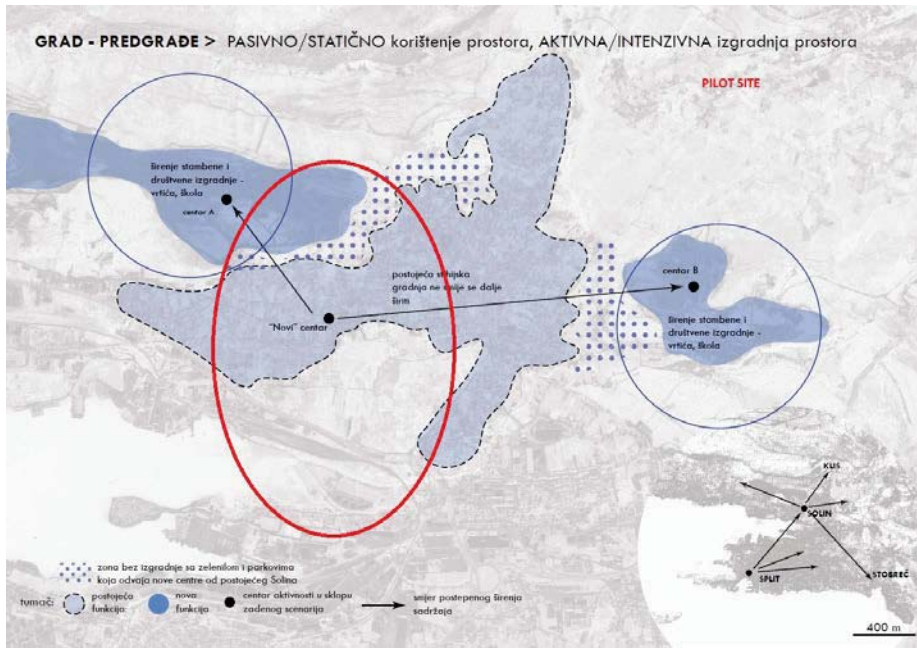 GRAD - PREDGRAĐE > PASIVNO/STATIČNO korištenje prostora, AKTIVNA/INTENZIVNA izgradnja prostora
PILOT SITE
širenje stambene i
društvene izgradnje -
vrtića, škola
centar A
postojeća stihijska
gradnja ne smije se dalje
širiti
"Novi" centar
centar B
širenje stambene i
društvene izgradnje -
vrtića, škola
KLIS
SOLIN
SPLIT
STOBREČ
zona bez izgradnje sa zelenilom i parkovima
koja odvaja nove centre od postojećeg Solina
tumač:
postojeća
funkcija
nova
funkcija
centar aktivnosti u sklopu
zadanog scenarija
smjer postepenog širenja
sadržaja
400 m